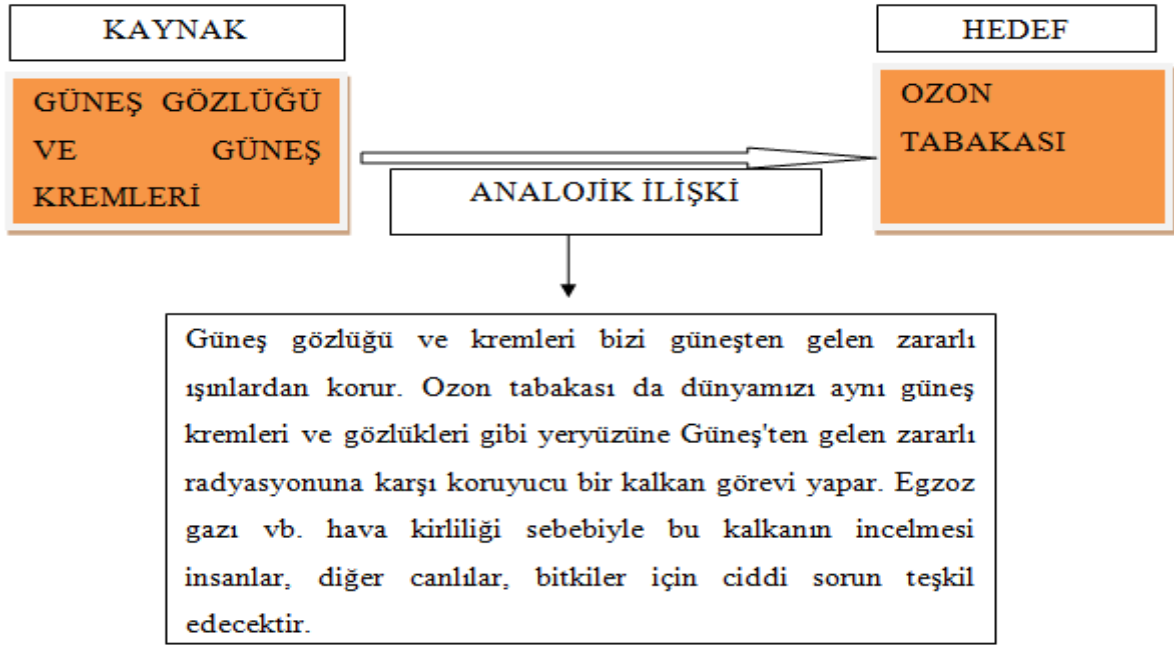 KAYNAK
HEDEF
GÜNEŞ GÖZLÜĞÜ
VE GÜNEŞ
KREMLERİ
OZON
TABAKASI
ANALOJİK İLİŞKİ
Güneş gözlüğü ve kremleri bizi güneşten gelen zararlı
ışınlardan korur. Ozon tabakası da dünyamızı aynı güneş
kremleri ve gözlükleri gibi yeryüzüne Güneş'ten gelen zararlı
radyasyonuna karşı koruyucu bir kalkan görevi yapar. Egzoz
gazı vb. hava kirliliği sebebiyle bu kalkanın incelmesi
insanlar, diğer canlılar, bitkiler için ciddi sorun teşkil
edecektir.